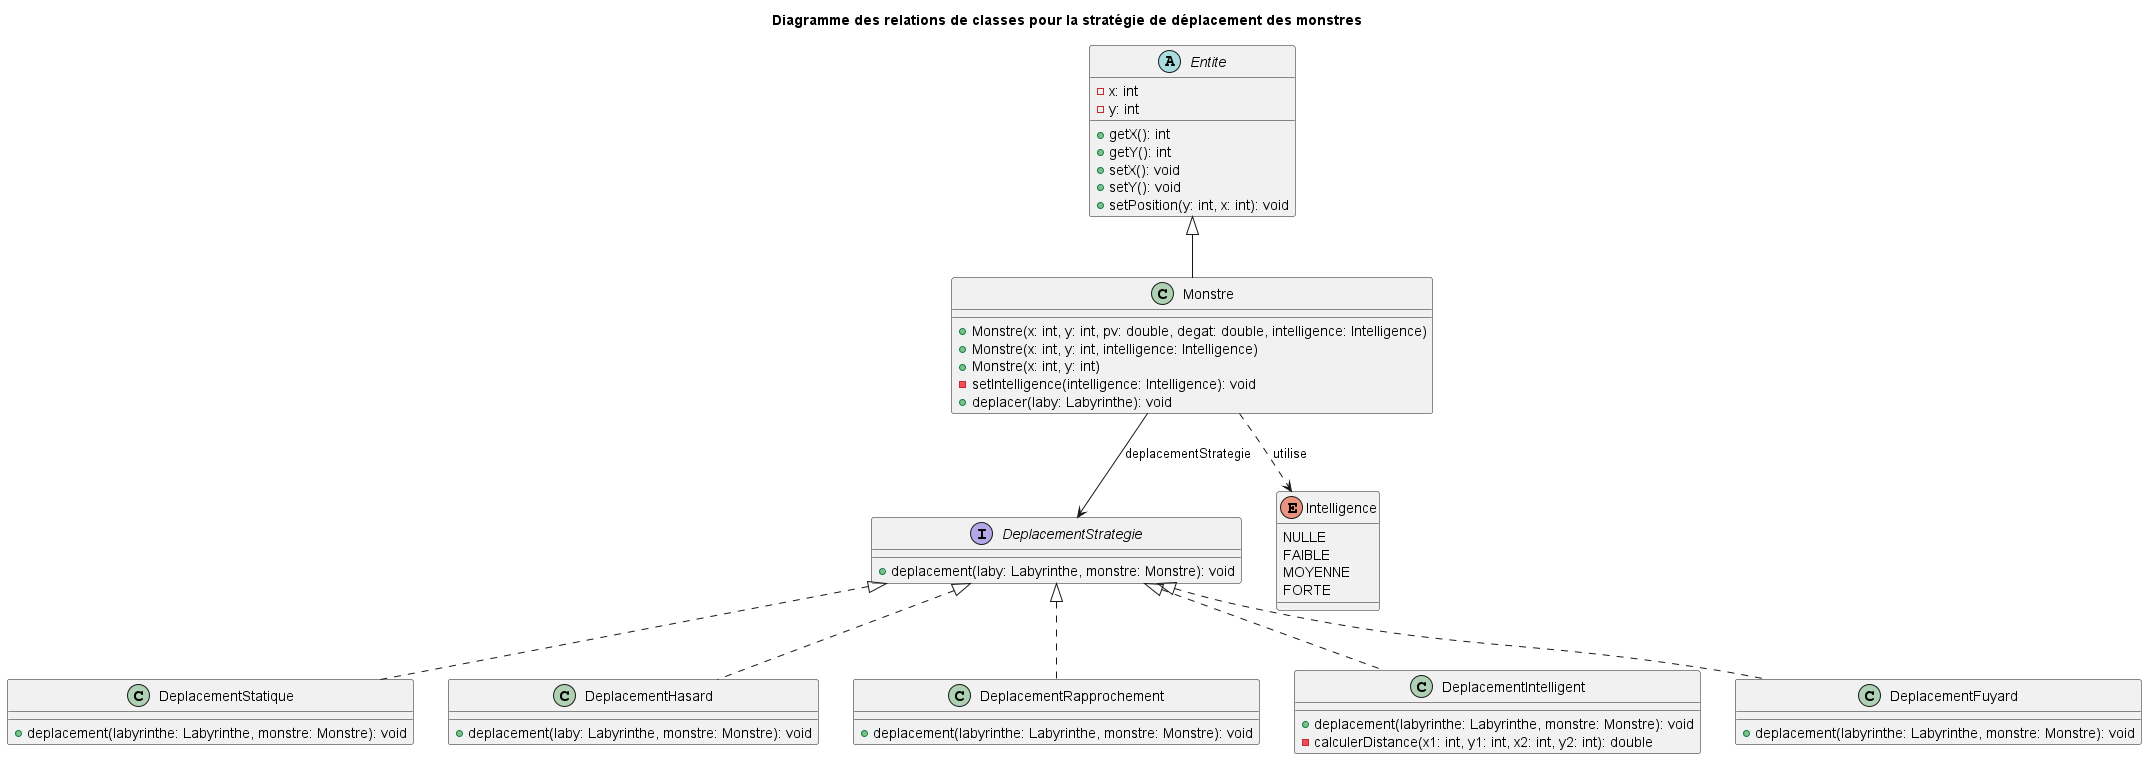 Diagramme des relations de classes pour la stratégie de déplacement des monstres
A Entite
x: int
y: int
getX(): int
getY(): int
setX(): void
setY(): void
setPosition(y: int, x: int): void
C Monstre
Monstre(x: int, y: int, pv: double, degat: double, intelligence: Intelligence)
Monstre(x: int, y: int, intelligence: Intelligence)
Monstre(x: int, y: int)
setIntelligence(intelligence: Intelligence): void
deplacer(laby: Labyrinthe): void
deplacementStrategie
utilise
I DeplacementStrategie
deplacement(laby: Labyrinthe, monstre: Monstre): void
E Intelligence
NULLE
FAIBLE
MOYENNE
FORTE
C DeplacementStatique
deplacement(labyrinthe: Labyrinthe, monstre: Monstre): void
C DeplacementHasard
deplacement(laby: Labyrinthe, monstre: Monstre): void
C DeplacementRapprochement
deplacement(labyrinthe: Labyrinthe, monstre: Monstre): void
C DeplacementIntelligent
deplacement(labyrinthe: Labyrinthe, monstre: Monstre): void
calculerDistance(x1: int, y1: int, x2: int, y2: int): double
C DeplacementFuyard
deplacement(labyrinthe: Labyrinthe, monstre: Monstre): void